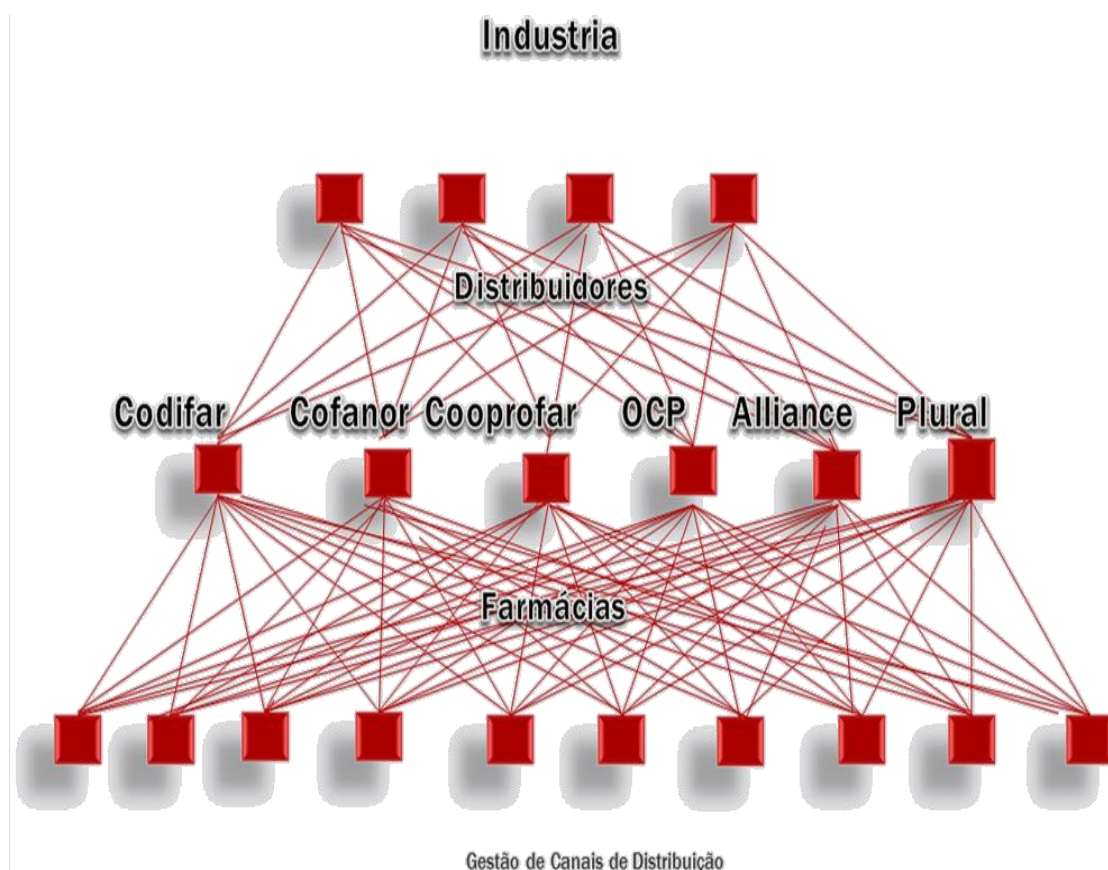 Industria
Distribuidores
Codifar Cofanor Cooprofar OCP Alliance Plural
Farmácias
Gestão de Canais de Distribuição